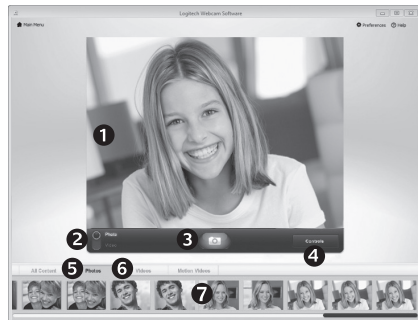 Logitech Webcam Software
Main Menu
Preferences
Help
1
2
Photo
Video
3
Controls
4
All Content
5
Photos
6
Videos
Motion Videos
7